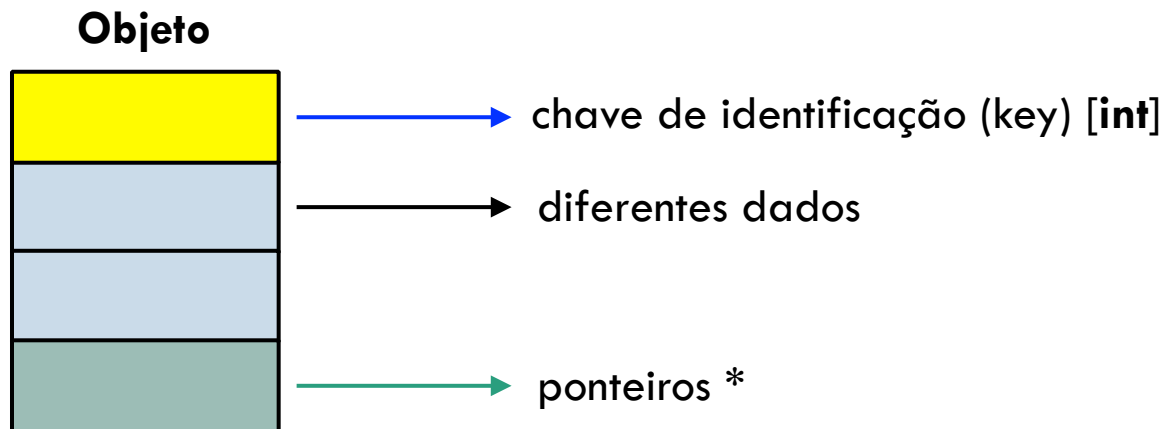 Objeto
chave de identificação (key) [int]
diferentes dados
ponteiros *